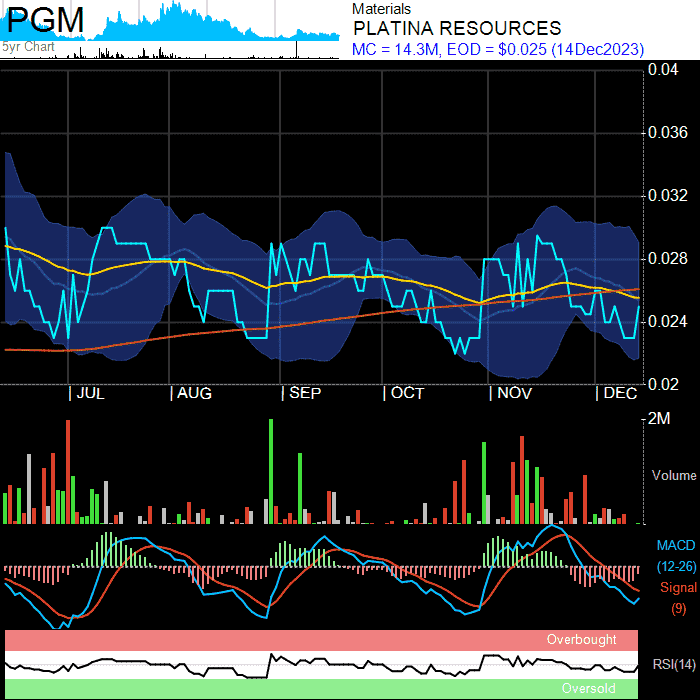 PGM
5yr Chart
Materials
PLATINA RESOURCES
MC = 14.3M, EOD = $0.025 (14Dec2023)
0.04
0.036
0.032
0.028
0.024
0.02
JUL AUG SEP OCT NOV DEC
2M
Volume
MACD
(12-26)
Signal
(9)
Overbought
RSI(14)
Oversold